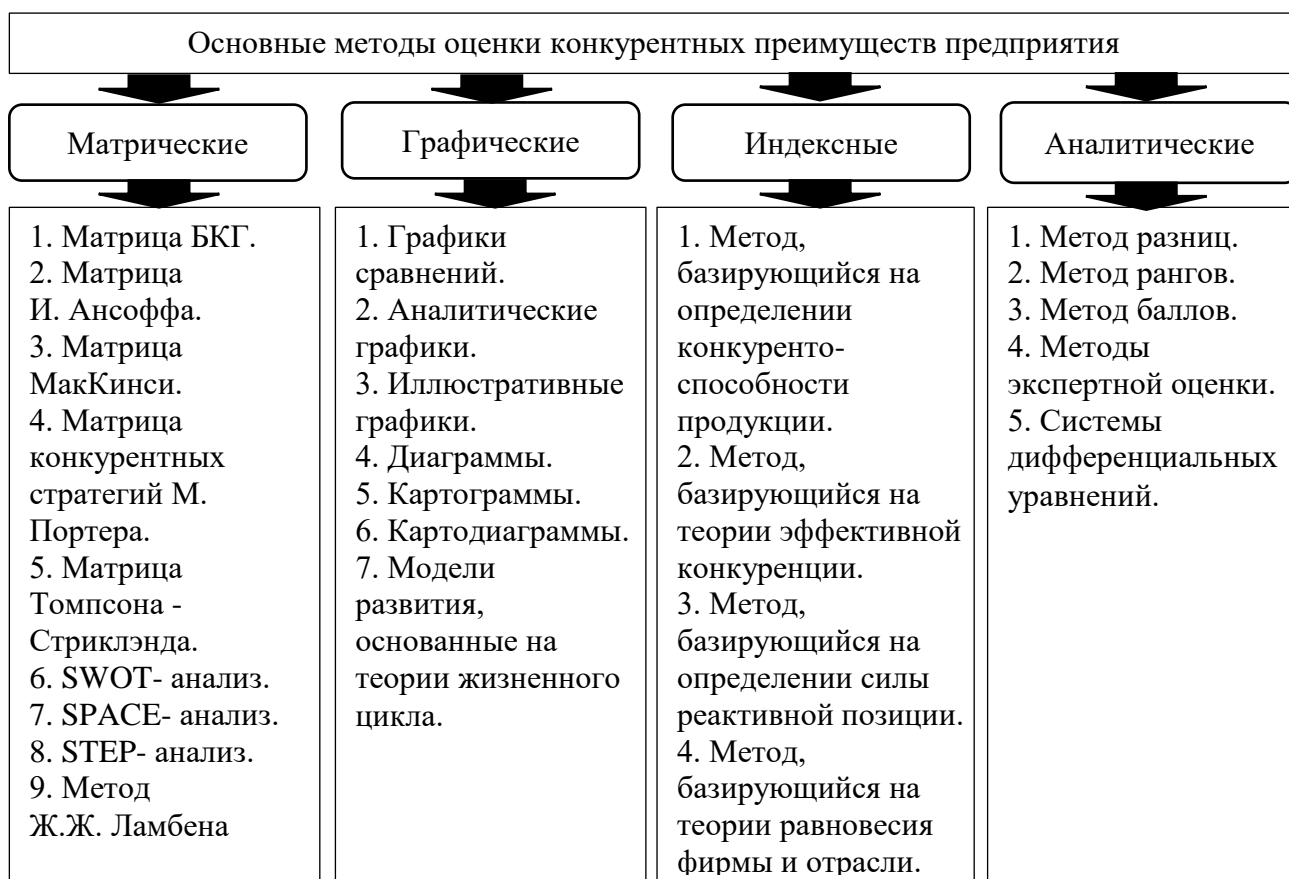 Основные методы оценки конкурентных преимуществ предприятия
Матрические
Графические
Индексные
Аналитические
1. Матрица БКГ.
2. Матрица
И. Ансоффа.
3. Матрица
МакКинси.
4. Матрица
конкурентных
стратегий М.
Портера.
5. Матрица
Томпсона -
Стриклэнда.
6. SWOT- анализ.
7. SPACE- анализ.
8. STEP- анализ.
9. Метод
Ж.Ж. Ламбена
1. Графики
сравнений.
2. Аналитические
графики.
3. Иллюстративные
графики.
4. Диаграммы.
5. Картограммы.
6. Картодиаграммы.
7. Модели
развития,
основанные на
теории жизненного
цикла.
1. Метод,
базирующийся на
определении
конкуренто-
способности
продукции.
2. Метод,
базирующийся на
теории эффективной
конкуренции.
3. Метод,
базирующийся на
определении силы
реактивной позиции.
4. Метод,
базирующийся на
теории равновесия
фирмы и отрасли.
1. Метод разниц.
2. Метод рангов.
3. Метод баллов.
4. Методы
экспертной оценки.
5. Системы
дифференциальных
уравнений.